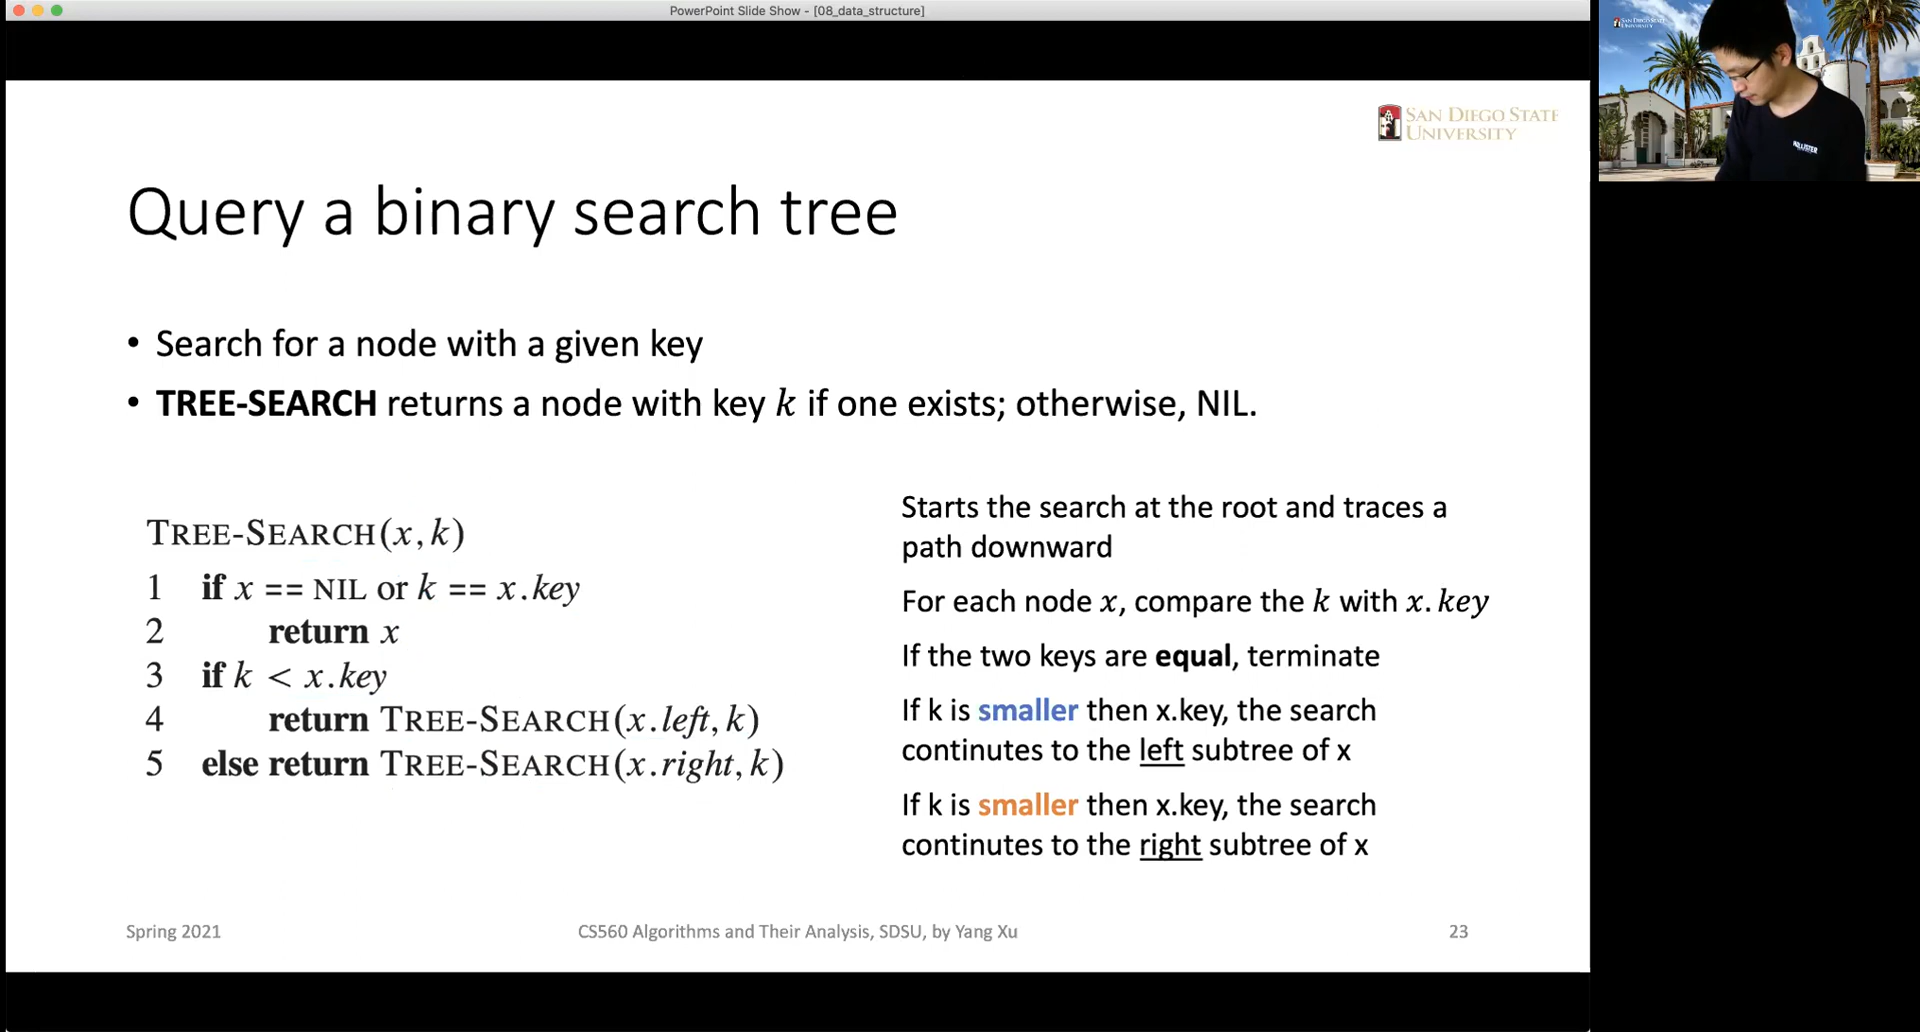 PowerPoint Slide Show - [08_data_structure]
SAN DIEGO STATE
UNIVERSITY
SAN DIEGO STATE
UNIVERSITY
HOLLISTER
Query a binary search tree
• Search for a node with a given key
• TREE-SEARCH returns a node with key k if one exists; otherwise, NIL.
TREE-SEARCH(x, k)
1 if x == NIL or k == x.key
2 return x
3 if k < x.key
4 return TREE-SEARCH(x.left, k)
5 else return TREE-SEARCH(x.right, k)
Starts the search at the root and traces a
path downward
For each node x, compare the k with x.key
If the two keys are equal, terminate
If k is smaller then x.key, the search
continutes to the left subtree of x
If k is smaller then x.key, the search
continutes to the right subtree of x
Spring 2021
CS560 Algorithms and Their Analysis, SDSU, by Yang Xu
23